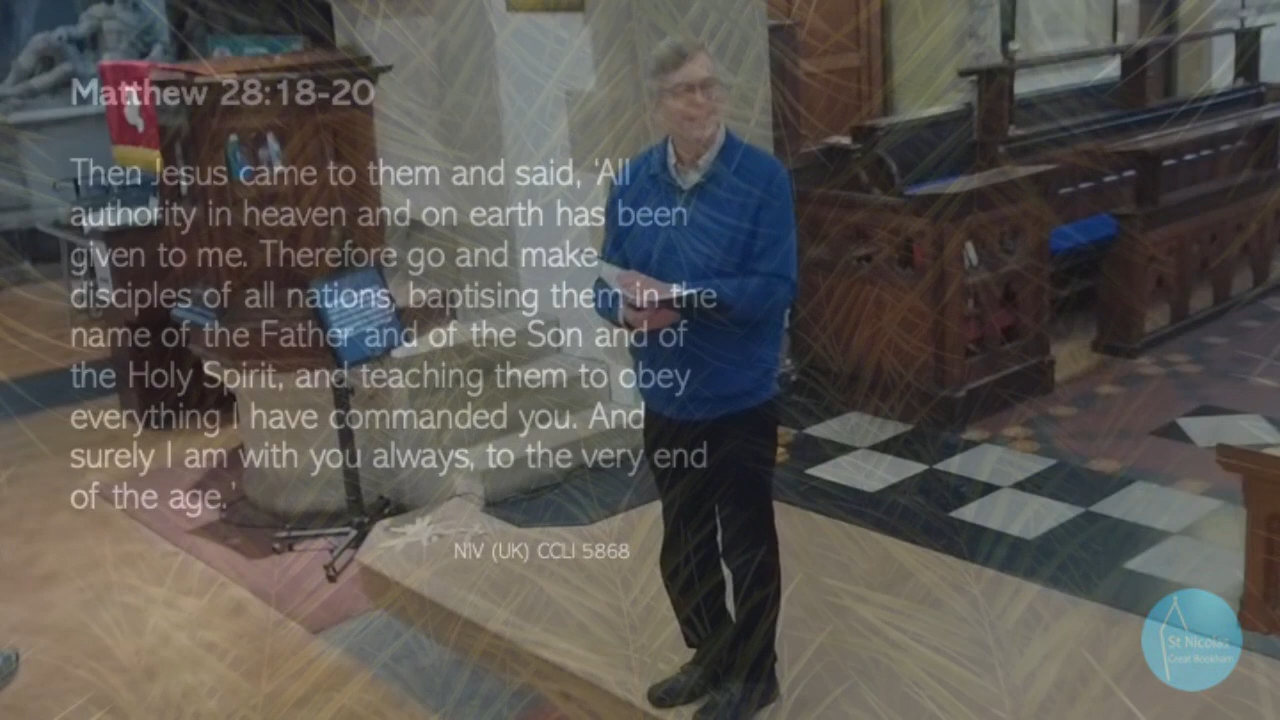 Matthew 28:18-20
Then Jesus came to them and said, 'All
authority in heaven and on earth has been
given to me. Therefore go and make
disciples of all nations, baptising them in the
name of the Father and of the Son and of
the Holy Spirit, and teaching them to obey
everything I have commanded you. And
surely I am with you always, to the very end
of the age.'
NIV (UK) CCLI 5868
St Nicolas
Great Bookham